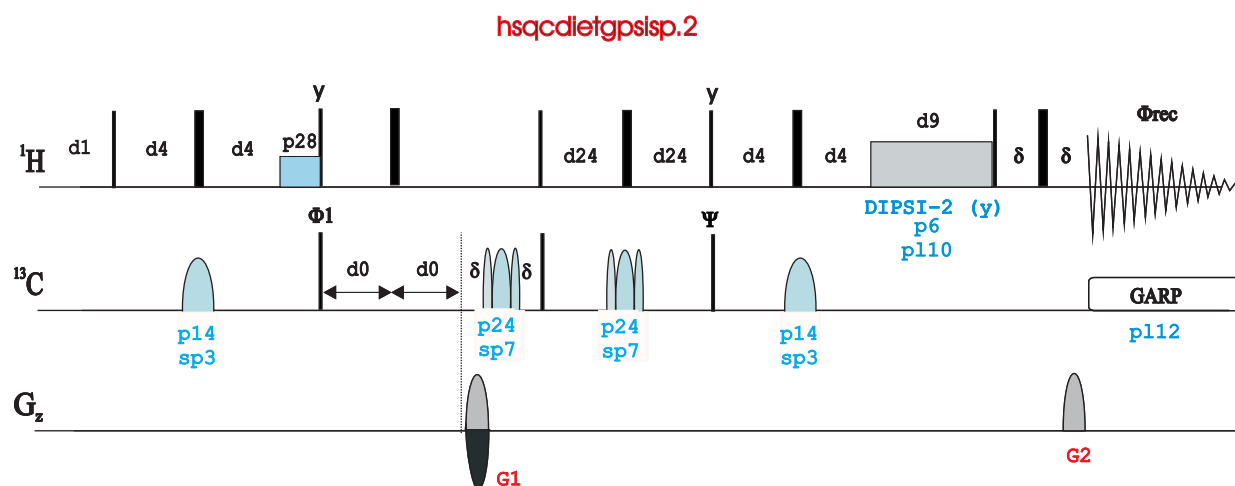 hsqcdietgpsisp.2
y y
d1 d4 d4 p28 d24 d24 d4 d4 d9 δ δ Φrec
¹H
DIPSI-2 (y)
p6
pl10
Φ1 Ψ
d0 d0 δ δ
¹³C
GARP
p14 p24 p24 p14 pl12
sp3 sp7 sp7 sp3
Gz
G1 G2